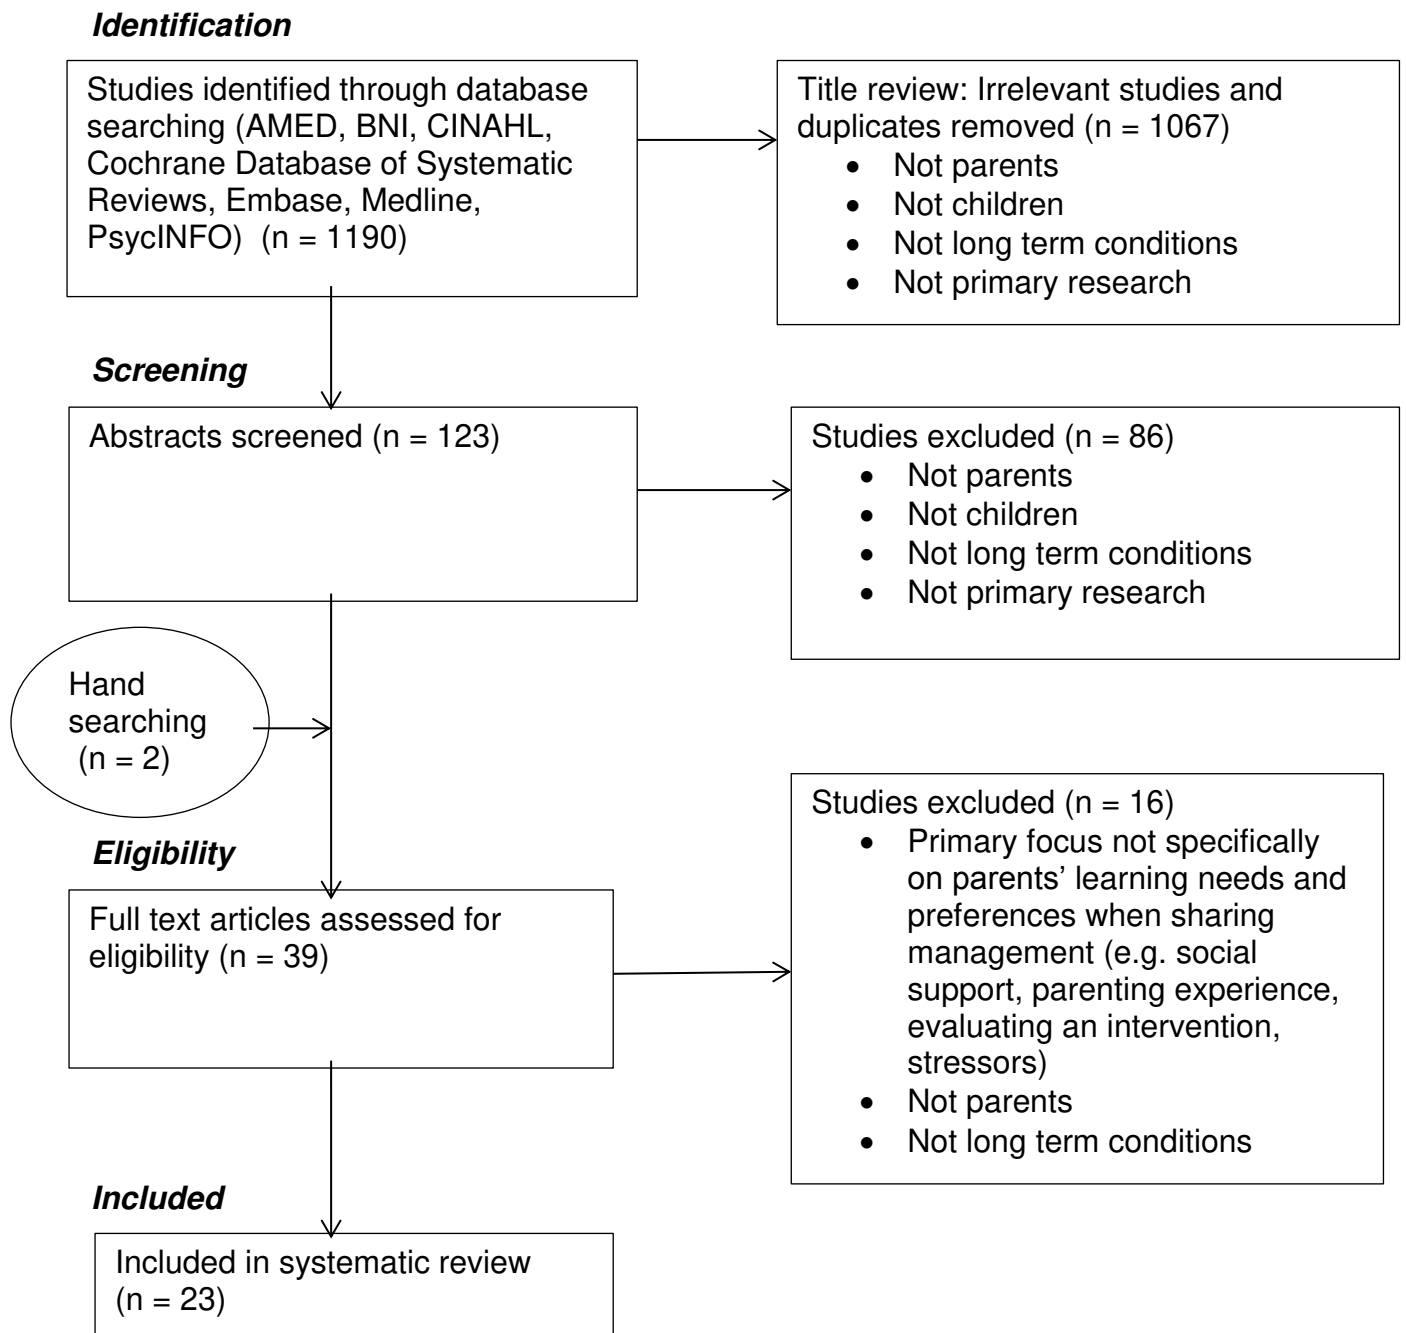 Identification
Studies identified through database
searching (AMED, BNI, CINAHL,
Cochrane Database of Systematic
Reviews, Embase, Medline,
PsycINFO)  (n = 1190)
Title review: Irrelevant studies and
duplicates removed (n = 1067)
• Not parents
• Not children
• Not long term conditions
• Not primary research
Screening
Abstracts screened (n = 123)
Studies excluded (n = 86)
• Not parents
• Not children
• Not long term conditions
• Not primary research
Hand
searching
(n = 2)
Eligibility
Full text articles assessed for
eligibility (n = 39)
Studies excluded (n = 16)
• Primary focus not specifically
on parents’ learning needs and
preferences when sharing
management (e.g. social
support, parenting experience,
evaluating an intervention,
stressors)
• Not parents
• Not long term conditions
Included
Included in systematic review
(n = 23)